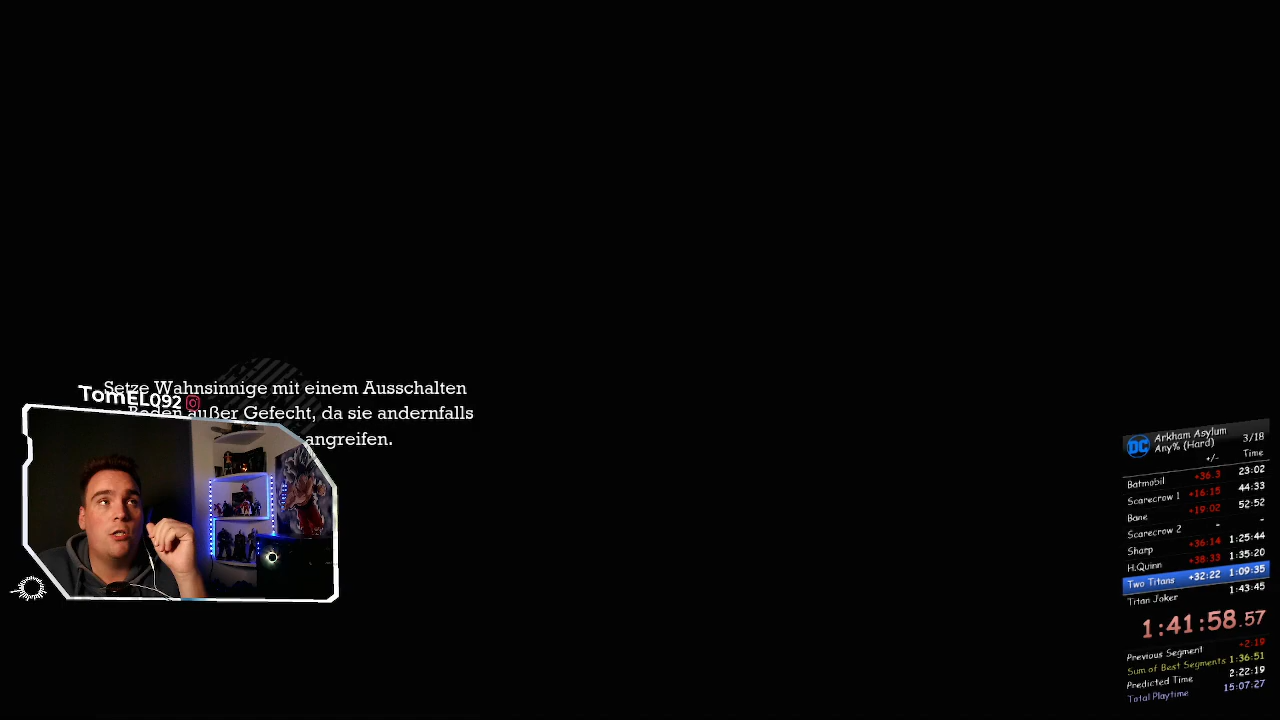 Setze Wahnsinnige mit einem Ausschalten
Boden außer Gefecht, da sie andernfalls
angreifen.
TomEL092
DC
Arkham Asylum
Any% (Hard)
3/18
+/- Time
Batmobil +36.3 23:02
Scarecrow 1 +16:15 44:33
Bane +19:02 52:52
Scarecrow 2 - -
Sharp +36:14 1:25:44
H.Quinn +38:33 1:35:20
Two Titans +32:22 1:09:35
Titan Joker 1:43:45
1:41:58.57
Previous Segment +2:19
Sum of Best Segments 1:36:51
Predicted Time 2:22:19
Total Playtime 15:07:27